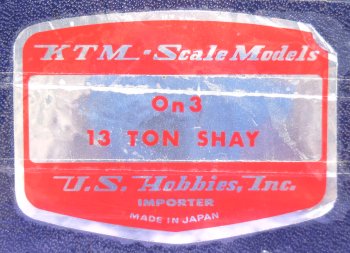 KTM - Scale Models
On3
13 TON SHAY
U.S. Hobbies, Inc.
IMPORTER
MADE IN JAPAN